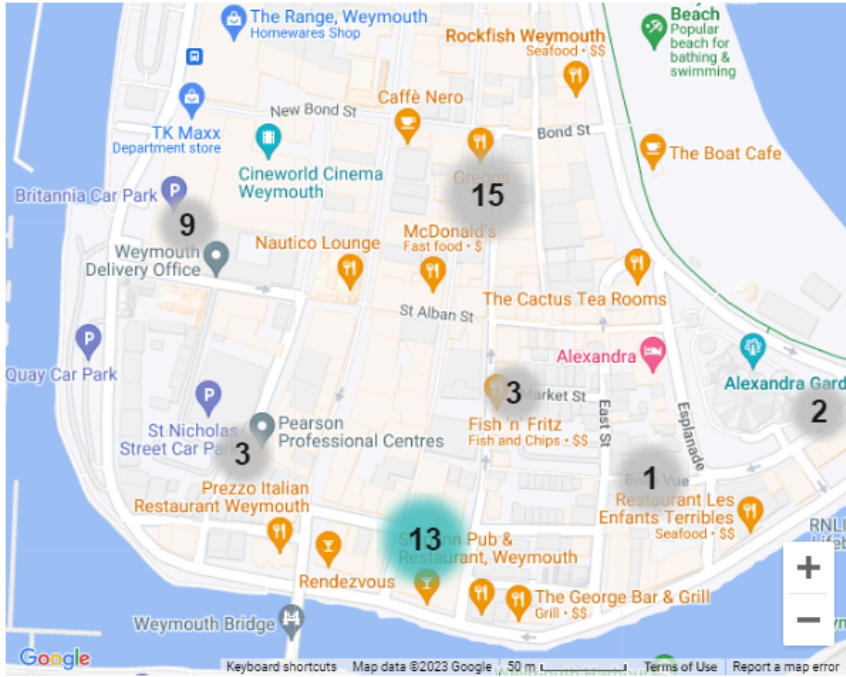 The Range, Weymouth
Homewares Shop
Beach
Popular
beach for
bathing &
swimming
Rockfish Weymouth
Seafood • $$
TK Maxx
Department store
New Bond St
Caffè Nero
Bond St
The Boat Cafe
Cineworld Cinema
Weymouth
Greggs
15
Britannia Car Park
9
Weymouth
Delivery Office
Nautico Lounge
McDonald's
Fast food • $
The Cactus Tea Rooms
St Alban St
Quay Car Park
Alexandra
Alexandra Gard
2
3
Market St
Fish 'n' Fritz
Fish and Chips • $$
East St
Esplanade
St Nicholas
Street Car Park
3
Pearson
Professional Centres
1
Vue
Restaurant Les
Enfants Terribles
Seafood • $$
Prezzo Italian
Restaurant Weymouth
13
Pub &
Restaurant, Weymouth
RNLI
Rendezvous
The George Bar & Grill
Grill • $$
Weymouth Bridge
+
−
Google
Keyboard shortcuts
Map data ©2023 Google
50 m
Terms of Use
Report a map error